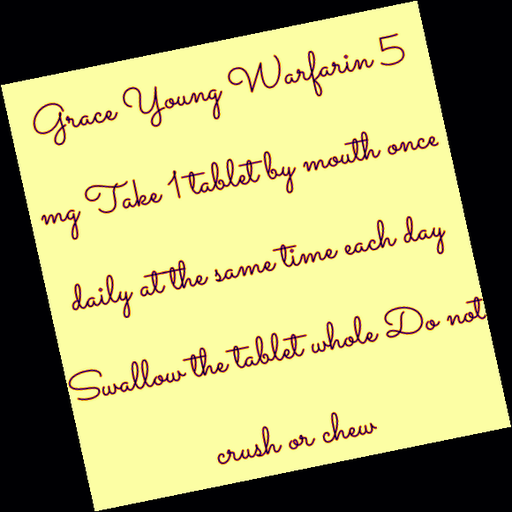 Grace Young Warfarin 5
mg Take 1 tablet by mouth once
daily at the same time each day
Swallow the tablet whole Do not
crush or chew